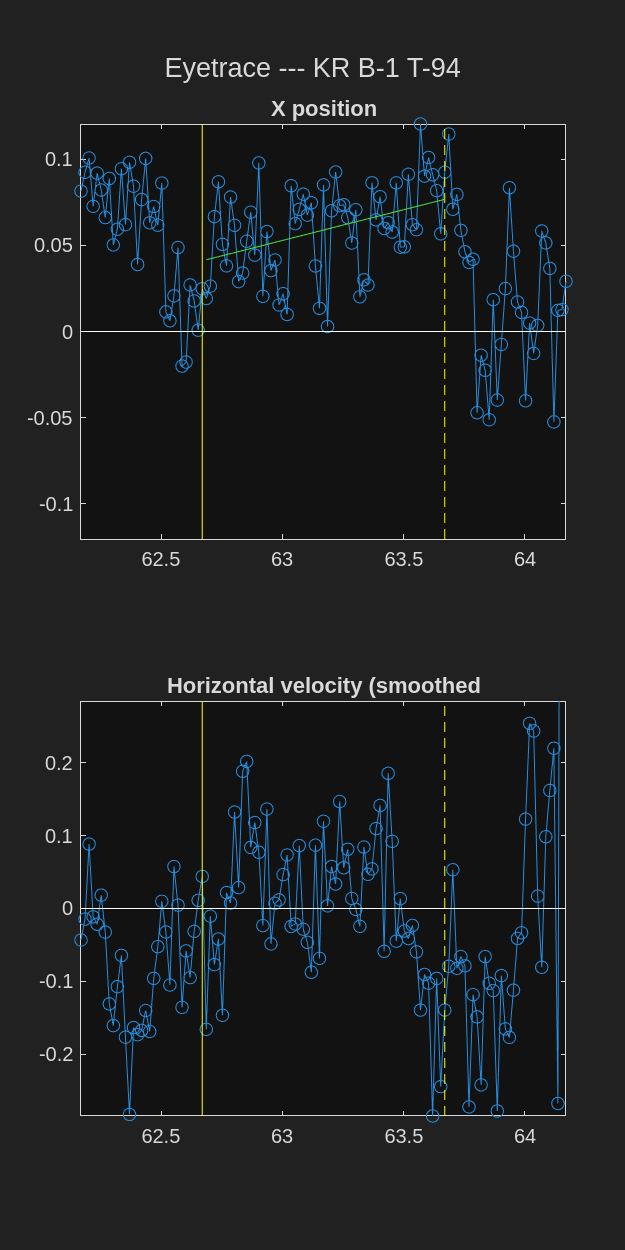 Eyetrace --- KR B-1 T-94
X position
0.1
0.05
0
-0.05
-0.1
62.5 63 63.5 64
Horizontal velocity (smoothed
0.2
0.1
0
-0.1
-0.2
62.5 63 63.5 64